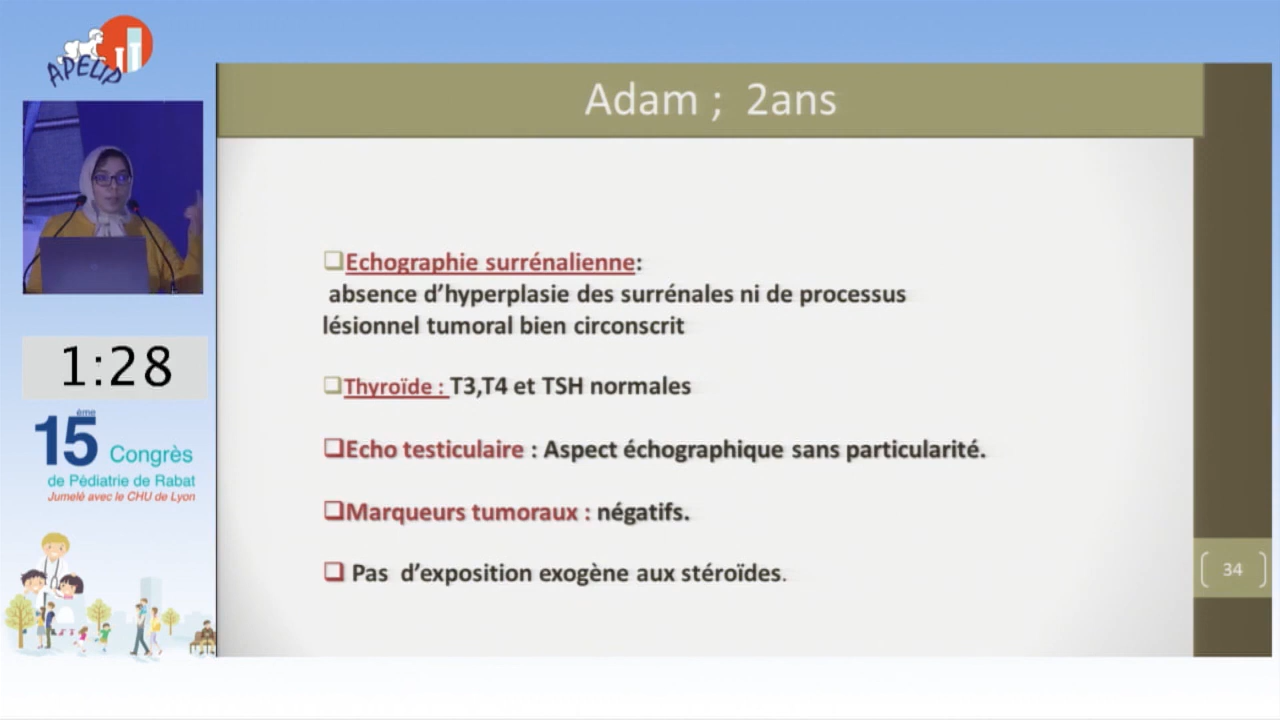 APEUP
Adam ; 2ans
❑Echographie surrénalienne:
absence d’hyperplasie des surrénales ni de processus
lésionnel tumoral bien circonscrit
❑Thyroïde : T3,T4 et TSH normales
❑Echo testiculaire : Aspect échographique sans particularité.
❑Marqueurs tumoraux : négatifs.
❑ Pas d’exposition exogène aux stéroïdes.
1:28
15ème Congrès
de Pédiatrie de Rabat
Jumelé avec le CHU de Lyon
34